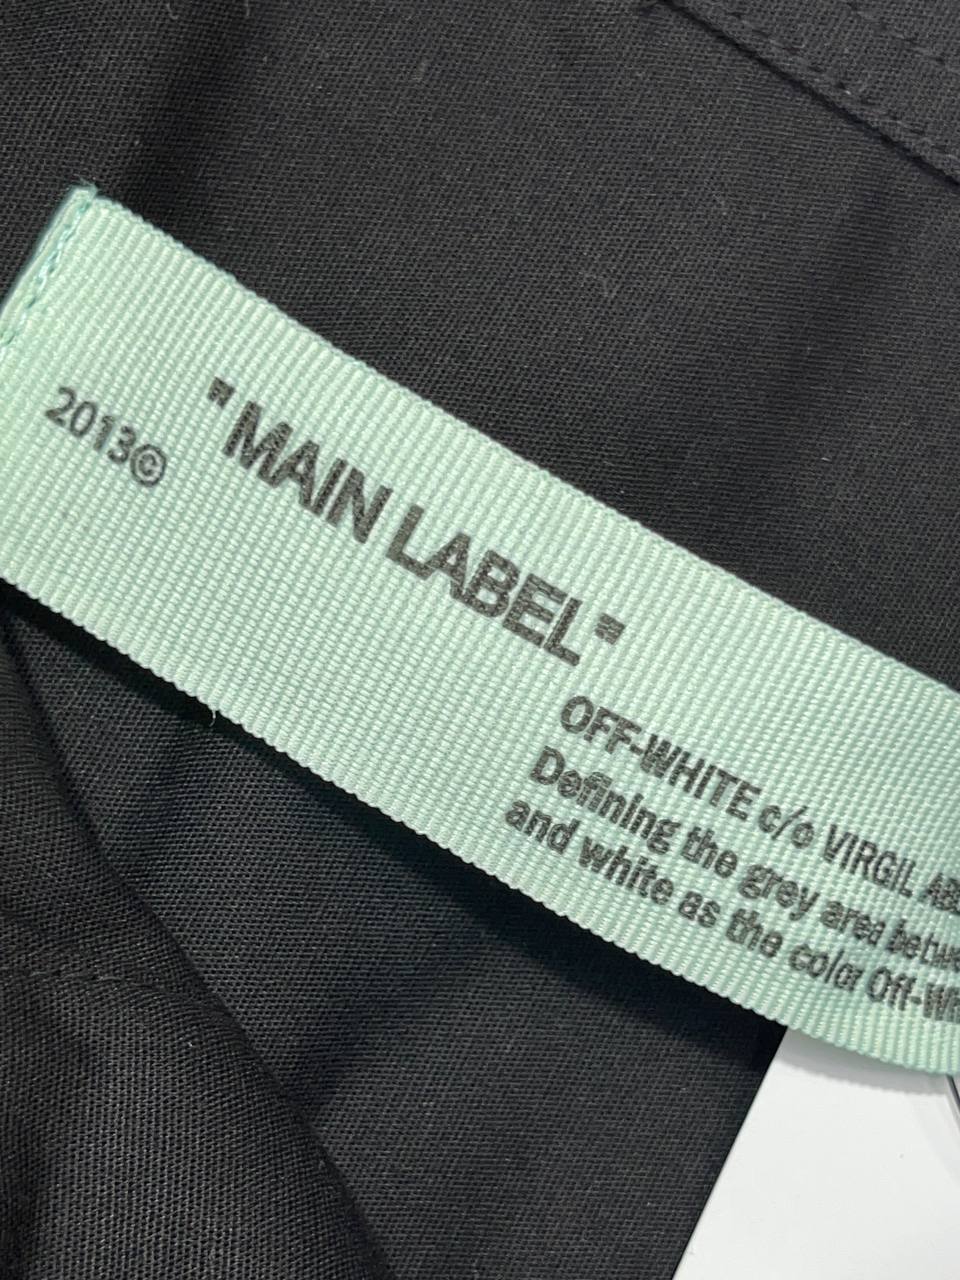 2013©
"MAIN LABEL"
OFF-WHITE c/o VIRGIL
Defining the grey area
and white as the color